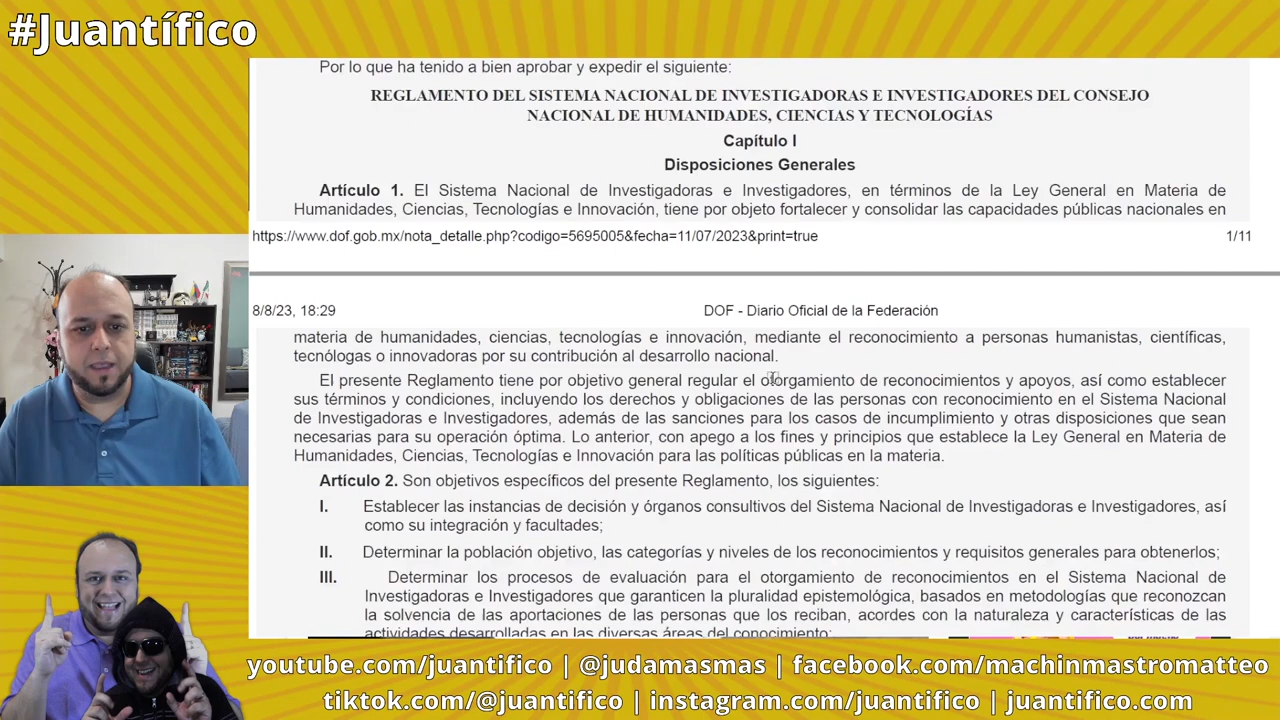 #Juantífico
Por lo que ha tenido a bien aprobar y expedir el siguiente:
REGLAMENTO DEL SISTEMA NACIONAL DE INVESTIGADORAS E INVESTIGADORES DEL CONSEJO
NACIONAL DE HUMANIDADES, CIENCIAS Y TECNOLOGÍAS
Capítulo I
Disposiciones Generales
Artículo 1. El Sistema Nacional de Investigadoras e Investigadores, en términos de la Ley General en Materia de
Humanidades, Ciencias, Tecnologías e Innovación, tiene por objeto fortalecer y consolidar las capacidades públicas nacionales en
https://www.dof.gob.mx/nota_detalle.php?codigo=5695005&fecha=11/07/2023&print=true 1/11
8/8/23, 18:29 DOF - Diario Oficial de la Federación
materia de humanidades, ciencias, tecnologías e innovación, mediante el reconocimiento a personas humanistas, científicas,
tecnólogas o innovadoras por su contribución al desarrollo nacional.
El presente Reglamento tiene por objetivo general regular el otorgamiento de reconocimientos y apoyos, así como establecer
sus términos y condiciones, incluyendo los derechos y obligaciones de las personas con reconocimiento en el Sistema Nacional
de Investigadoras e Investigadores, además de las sanciones para los casos de incumplimiento y otras disposiciones que sean
necesarias para su operación óptima. Lo anterior, con apego a los fines y principios que establece la Ley General en Materia de
Humanidades, Ciencias, Tecnologías e Innovación para las políticas públicas en la materia.
Artículo 2. Son objetivos específicos del presente Reglamento, los siguientes:
I. Establecer las instancias de decisión y órganos consultivos del Sistema Nacional de Investigadoras e Investigadores, así
como su integración y facultades;
II. Determinar la población objetivo, las categorías y niveles de los reconocimientos y requisitos generales para obtenerlos;
III. Determinar los procesos de evaluación para el otorgamiento de reconocimientos en el Sistema Nacional de
Investigadoras e Investigadores que garanticen la pluralidad epistemológica, basados en metodologías que reconozcan
la solvencia de las aportaciones de las personas que los reciban, acordes con la naturaleza y características de las
actividades desarrolladas en las diversas áreas del conocimiento;
youtube.com/juantifico | @judamasmas | facebook.com/machinmastromatteo
tiktok.com/@juantifico | instagram.com/juantifico | juantifico.com